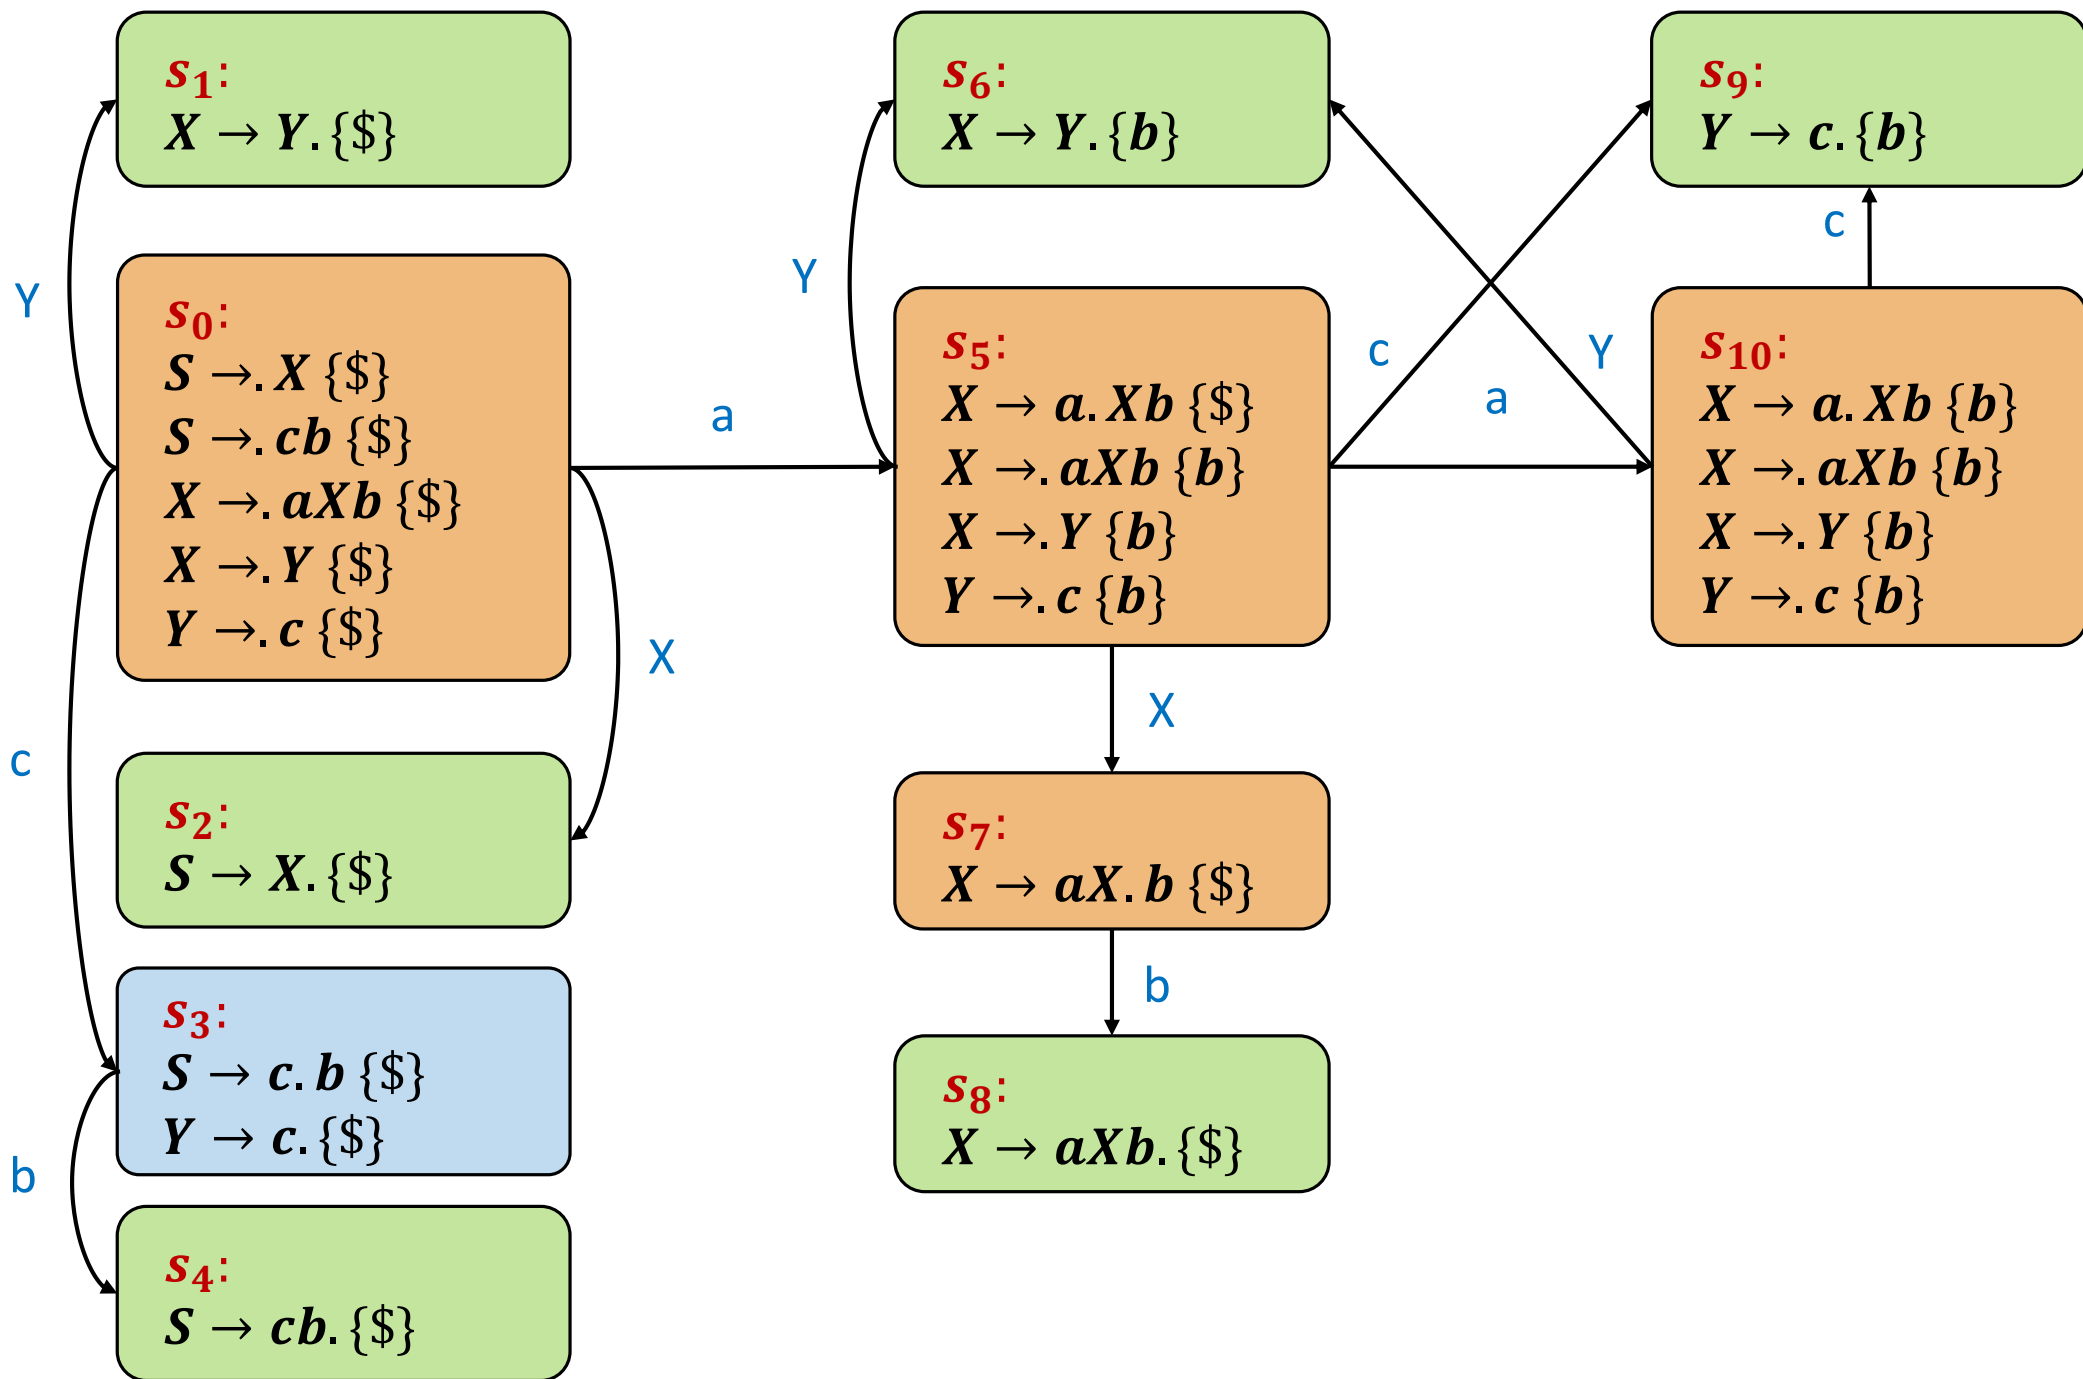 s₁:
X → Y. {$}
Y
s₀:
S →. X {$}
S →. cb {$}
X →. aXb {$}
X →. Y {$}
Y →. c {$}
a
X
c
s₂:
S → X. {$}
s₃:
S → c. b {$}
Y → c. {$}
b
s₄:
S → cb. {$}
s₆:
X → Y. {b}
Y
s₅:
X → a. Xb {$}
X →. aXb {b}
X →. Y {b}
Y →. c {b}
c
a
Y
X
s₇:
X → aX. b {$}
b
s₈:
X → aXb. {$}
s₉:
Y → c. {b}
c
s₁₀:
X → a. Xb {b}
X →. aXb {b}
X →. Y {b}
Y →. c {b}